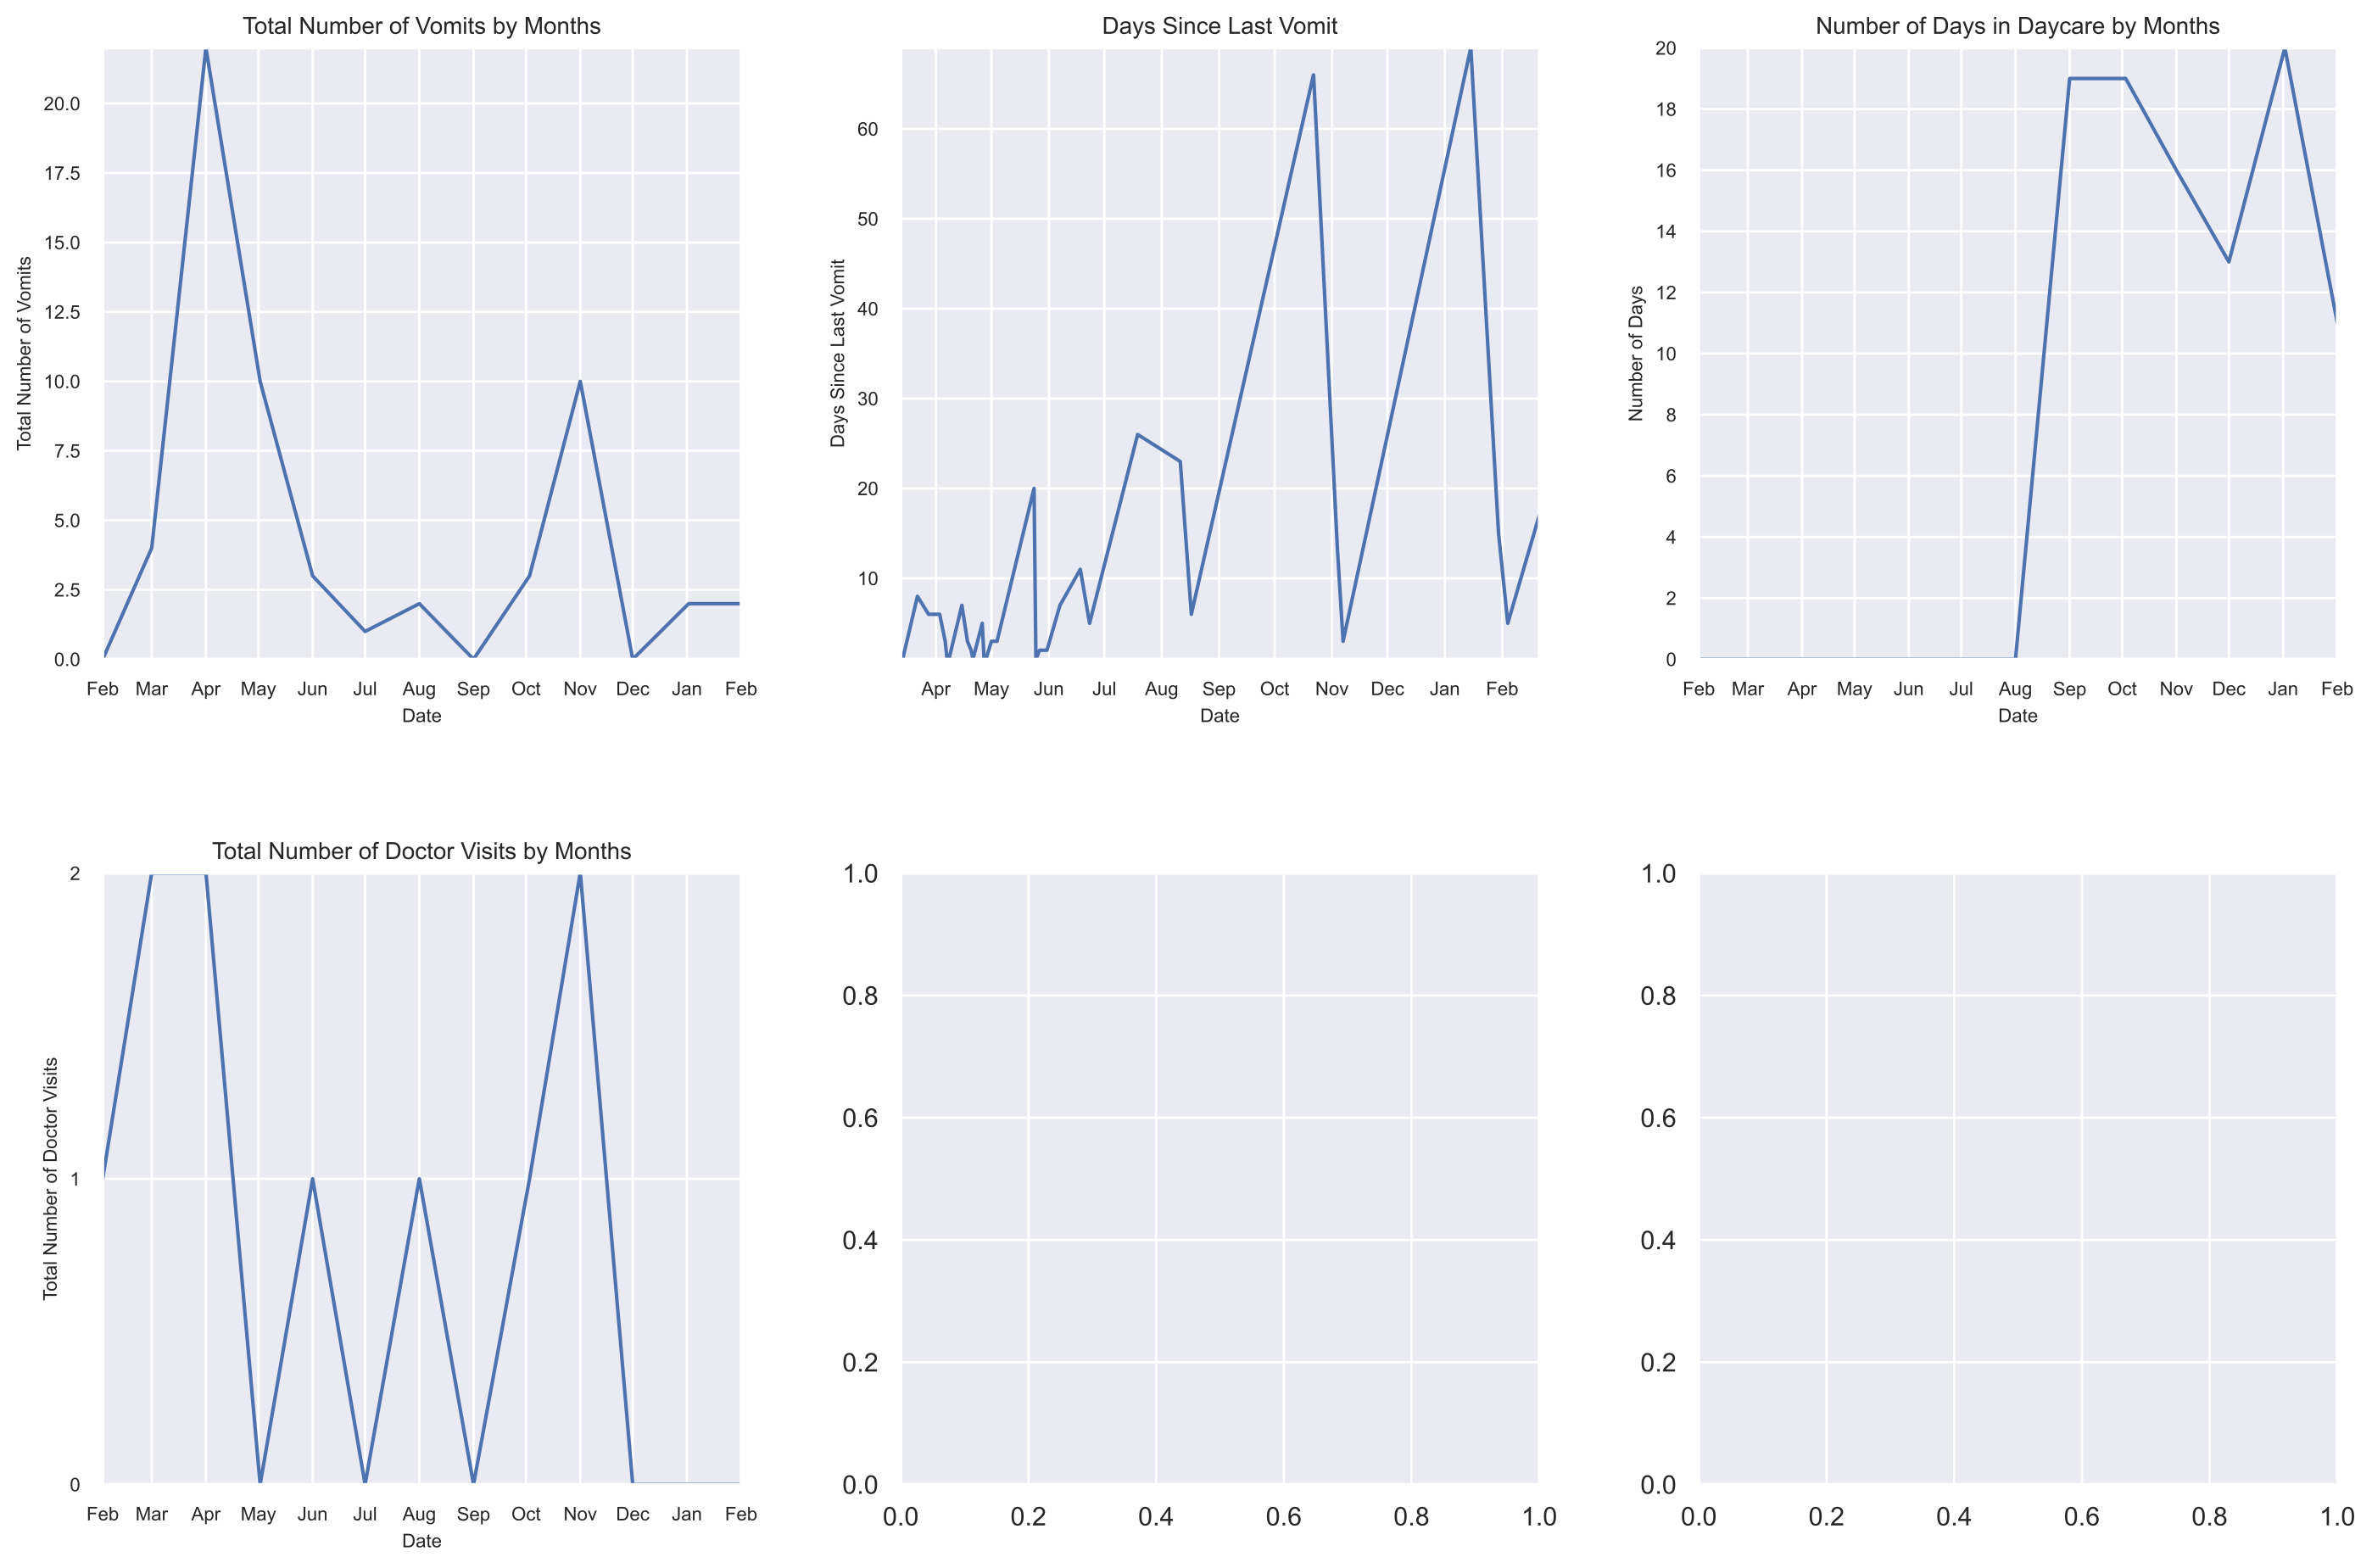 Total Number of Vomits by Months
Total Number of Vomits
20.0
17.5
15.0
12.5
10.0
7.5
5.0
2.5
0.0
Feb Mar Apr May Jun Jul Aug Sep Oct Nov Dec Jan Feb
Date
Days Since Last Vomit
Days Since Last Vomit
60
50
40
30
20
10
Apr May Jun Jul Aug Sep Oct Nov Dec Jan Feb
Date
Number of Days in Daycare by Months
Number of Days
20
18
16
14
12
10
8
6
4
2
0
Feb Mar Apr May Jun Jul Aug Sep Oct Nov Dec Jan Feb
Date
Total Number of Doctor Visits by Months
Total Number of Doctor Visits
2
1
0
Feb Mar Apr May Jun Jul Aug Sep Oct Nov Dec Jan Feb
Date
1.0
0.8
0.6
0.4
0.2
0.0
0.0 0.2 0.4 0.6 0.8 1.0
1.0
0.8
0.6
0.4
0.2
0.0
0.0 0.2 0.4 0.6 0.8 1.0